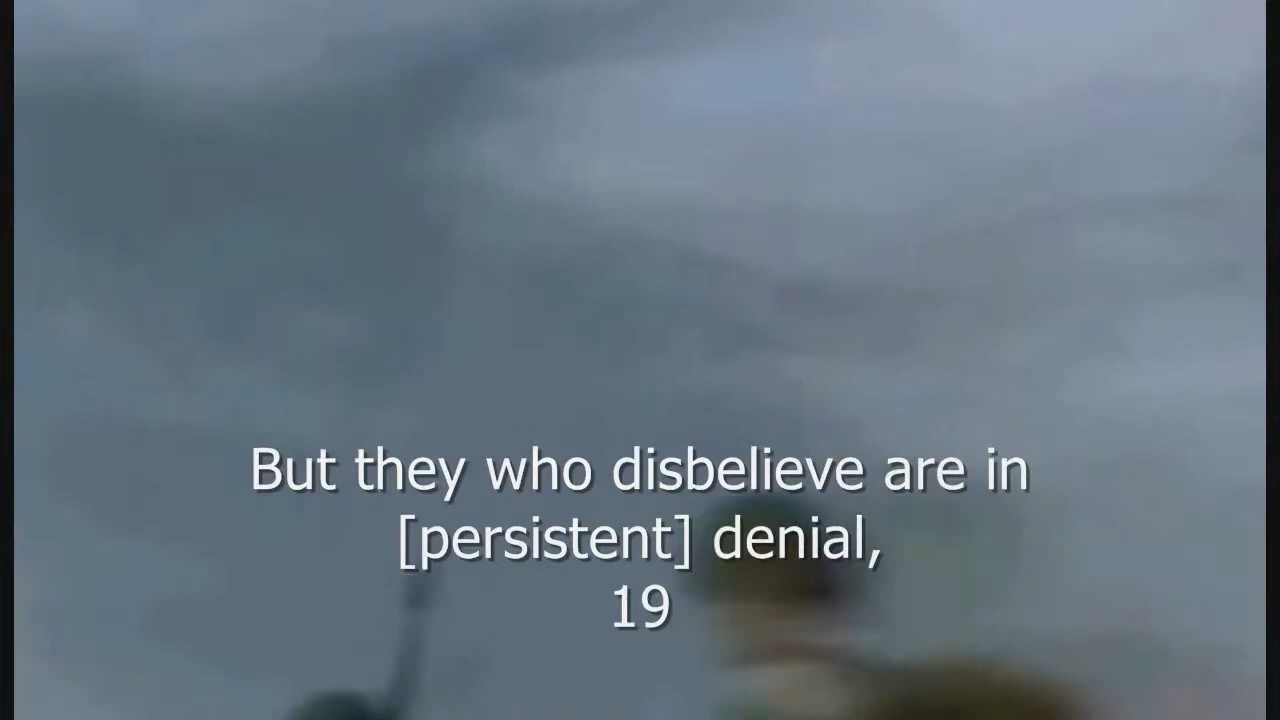 But they who disbelieve are in
[persistent] denial,
19